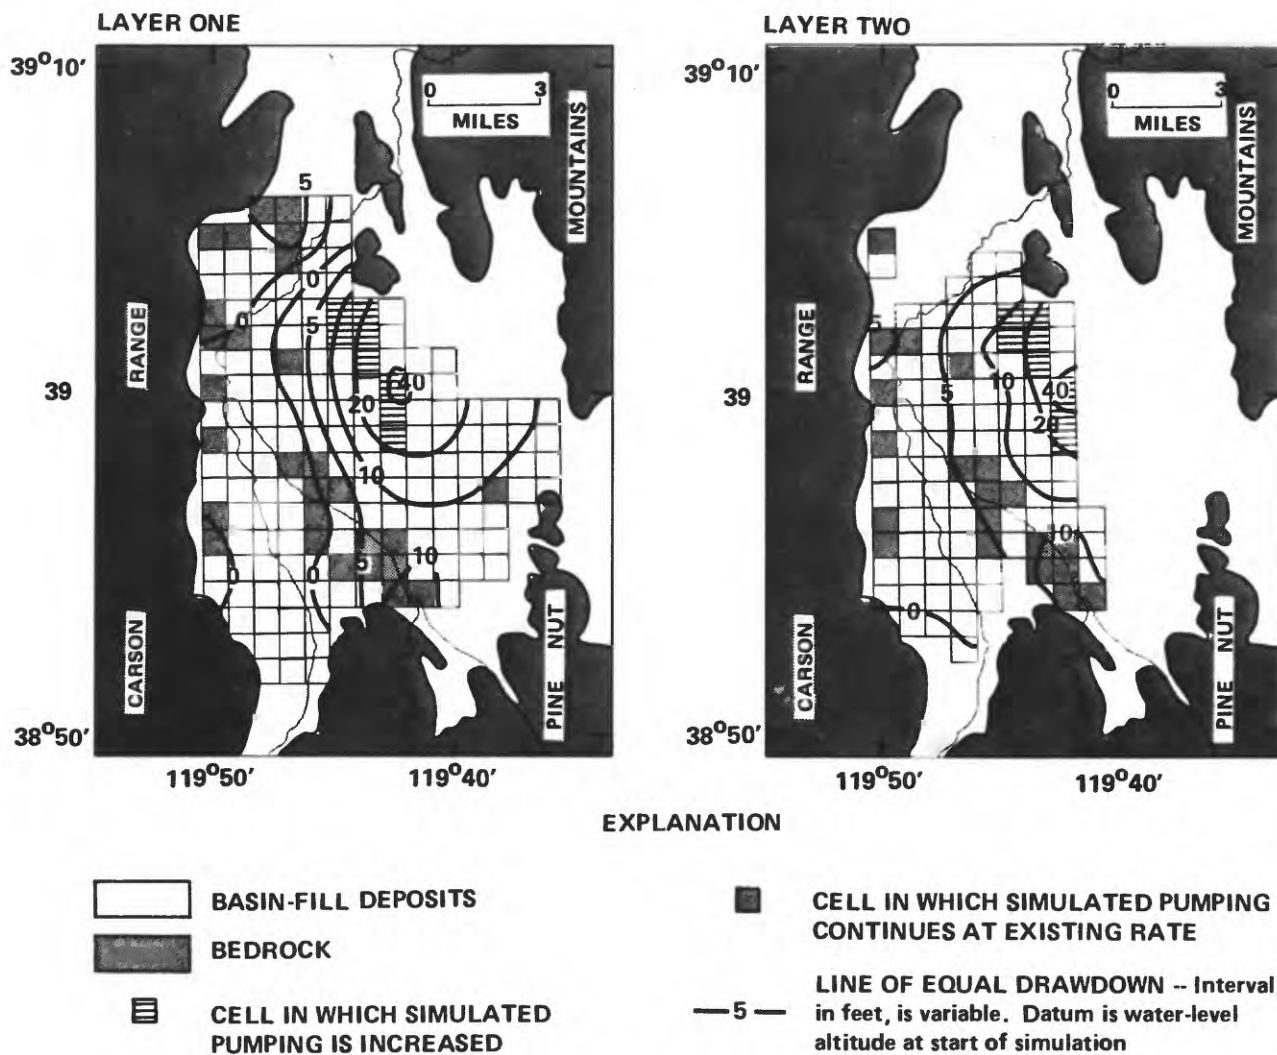 LAYER ONE
39°10'
0 3
MILES
MOUNTAINS
5
0
0
5
RANGE
39
40
20
10
0
0
5
10
CARSON
PINE NUT
38°50'
119°50'
119°40'
LAYER TWO
39°10'
0 3
MILES
MOUNTAINS
5
RANGE
39
5
10
40
20
10
0
CARSON
PINE NUT
38°50'
119°50'
119°40'
EXPLANATION
BASIN-FILL DEPOSITS
BEDROCK
CELL IN WHICH SIMULATED
PUMPING IS INCREASED
CELL IN WHICH SIMULATED PUMPING
CONTINUES AT EXISTING RATE
5
LINE OF EQUAL DRAWDOWN -- Interval
in feet, is variable. Datum is water-level
altitude at start of simulation